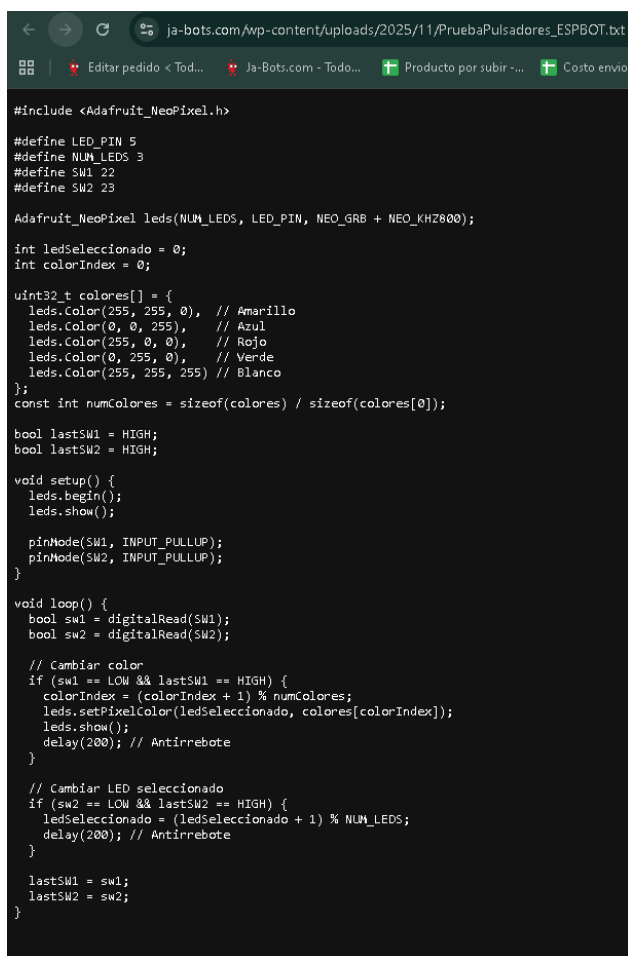 ja-bots.com/wp-content/uploads/2025/11/PruebaPulsadores_ESPBOT.txt
Editar pedido < Tod... Ja-Bots.com - Todo... Producto por subir -... Costo envio
#include <Adafruit_NeoPixel.h>
#define LED_PIN 5
#define NUM_LEDS 3
#define SW1 22
#define SW2 23
Adafruit_NeoPixel leds(NUM_LEDS, LED_PIN, NEO_GRB + NEO_KHZ800);
int ledSeleccionado = 0;
int colorIndex = 0;
uint32_t colores[] = {
  leds.Color(255, 255, 0),  // Amarillo
  leds.Color(0, 0, 255),    // Azul
  leds.Color(255, 0, 0),    // Rojo
  leds.Color(0, 255, 0),    // Verde
  leds.Color(255, 255, 255) // Blanco
};
const int numColores = sizeof(colores) / sizeof(colores[0]);
bool lastSW1 = HIGH;
bool lastSW2 = HIGH;
void setup() {
  leds.begin();
  leds.show();
  pinMode(SW1, INPUT_PULLUP);
  pinMode(SW2, INPUT_PULLUP);
}
void loop() {
  bool sw1 = digitalRead(SW1);
  bool sw2 = digitalRead(SW2);
  // Cambiar color
  if (sw1 == LOW && lastSW1 == HIGH) {
    colorIndex = (colorIndex + 1) % numColores;
    leds.setPixelColor(ledSeleccionado, colores[colorIndex]);
    leds.show();
    delay(200); // Antirrebote
  }
  // Cambiar LED seleccionado
  if (sw2 == LOW && lastSW2 == HIGH) {
    ledSeleccionado = (ledSeleccionado + 1) % NUM_LEDS;
    delay(200); // Antirrebote
  }
  lastSW1 = sw1;
  lastSW2 = sw2;
}